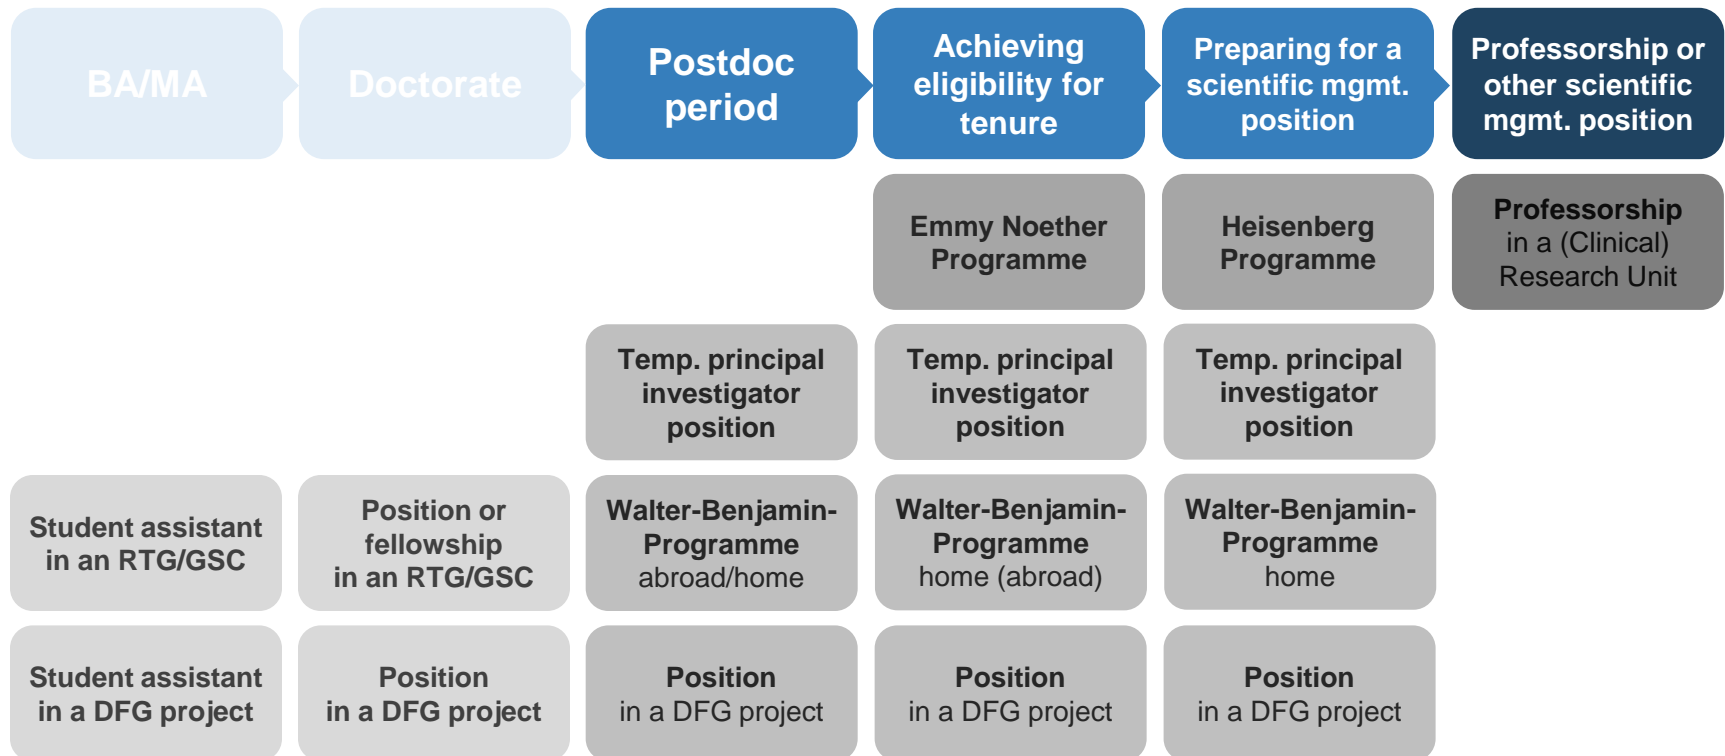 BA/MA
Doctorate
Postdoc
period
Achieving
eligibility for
tenure
Preparing for a
scientific mgmt.
position
Professorship or
other scientific
mgmt. position
Emmy Noether
Programme
Heisenberg
Programme
Professorship
in a (Clinical)
Research Unit
Temp. principal
investigator
position
Temp. principal
investigator
position
Temp. principal
investigator
position
Student assistant
in an RTG/GSC
Position or
fellowship
in an RTG/GSC
Walter-Benjamin-
Programme
abroad/home
Walter-Benjamin-
Programme
home (abroad)
Walter-Benjamin-
Programme
home
Student assistant
in a DFG project
Position
in a DFG project
Position
in a DFG project
Position
in a DFG project
Position
in a DFG project